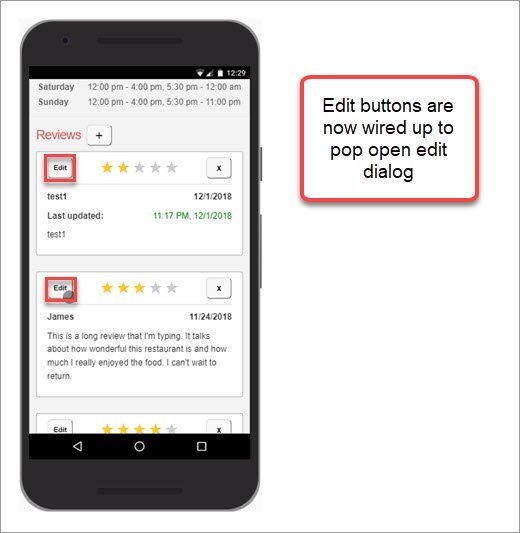 12:29
Saturday 12:00 pm - 4:00 pm, 5:30 pm - 12:00 am
Sunday 12:00 pm - 4:00 pm, 5:30 pm - 11:00 pm
Reviews +
Edit x
test1 12/1/2018
Last updated: 11:17 PM, 12/1/2018
test1
Edit x
James 11/24/2018
This is a long review that I'm typing. It talks
about how wonderful this restaurant is and how
much I really enjoyed the food. I can't wait to
return.
Edit x
Edit buttons are
now wired up to
pop open edit
dialog